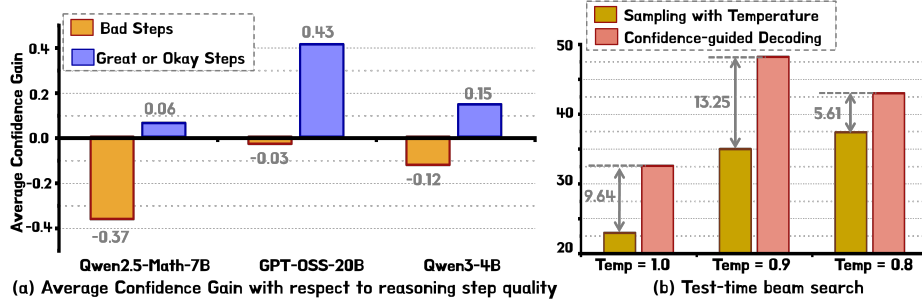 Bad Steps
Great or Okay Steps
Average Confidence Gain
0.4
0.2
0.0
-0.2
-0.4
-0.37
0.06
-0.03
0.43
-0.12
0.15
Qwen2.5-Math-7B
GPT-OSS-20B
Qwen3-4B
(a) Average Confidence Gain with respect to reasoning step quality
Sampling with Temperature
Confidence-guided Decoding
50
40
30
20
9.64
13.25
5.61
Temp = 1.0
Temp = 0.9
Temp = 0.8
(b) Test-time beam search